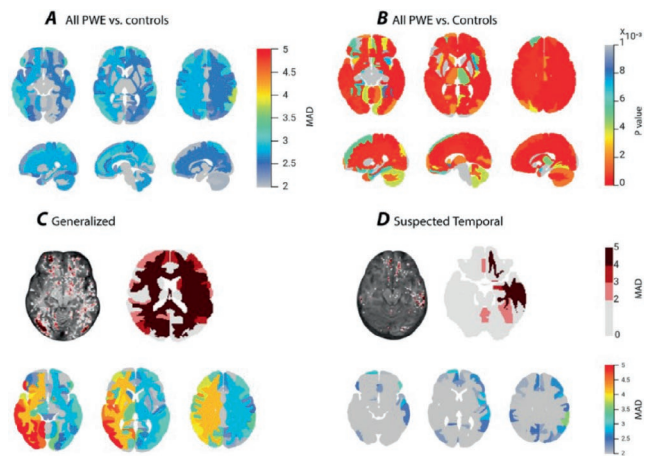 A All PWE vs. controls
5
4.5
4
3.5
3
2.5
2
MAD
B All PWE vs. Controls
X10⁻³
1
0.8
0.6
0.4
0.2
0
P value
C Generalized
D Suspected Temporal
5
4
3
2
0
MAD
5
4.5
4
3.5
3
2.5
2
MAD